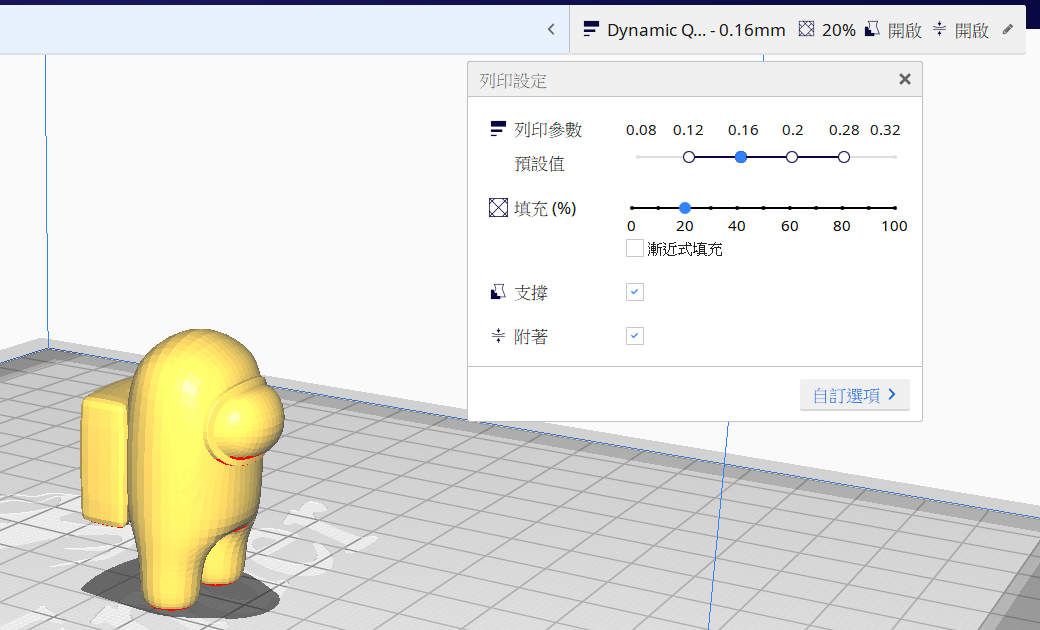 Dynamic Q... - 0.16mm 20% 開啟 開啟
列印設定
列印參數 0.08 0.12 0.16 0.2 0.28 0.32
預設值
填充 (%)
0 20 40 60 80 100
漸近式填充
支撐
附著
自訂選項